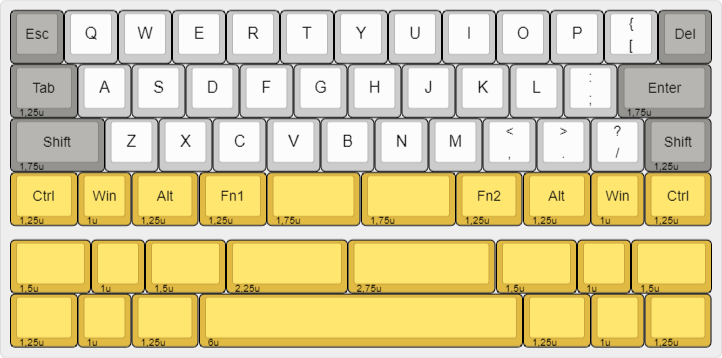 Esc Q W E R T Y U I O P { [ Del
Tab A S D F G H J K L : ; Enter
1,25u 1,75u
Shift Z X C V B N M < , > . ? / Shift
1,75u 1,25u
Ctrl Win Alt Fn1 Fn2 Alt Win Ctrl
1,25u 1u 1,25u 1,25u 1,75u 1,75u 1,25u 1,25u 1u 1,25u
1,5u 1u 1,5u 2,25u 2,75u 1,5u 1u 1,5u
1,25u 1u 1,25u 6u 1,25u 1u 1,25u